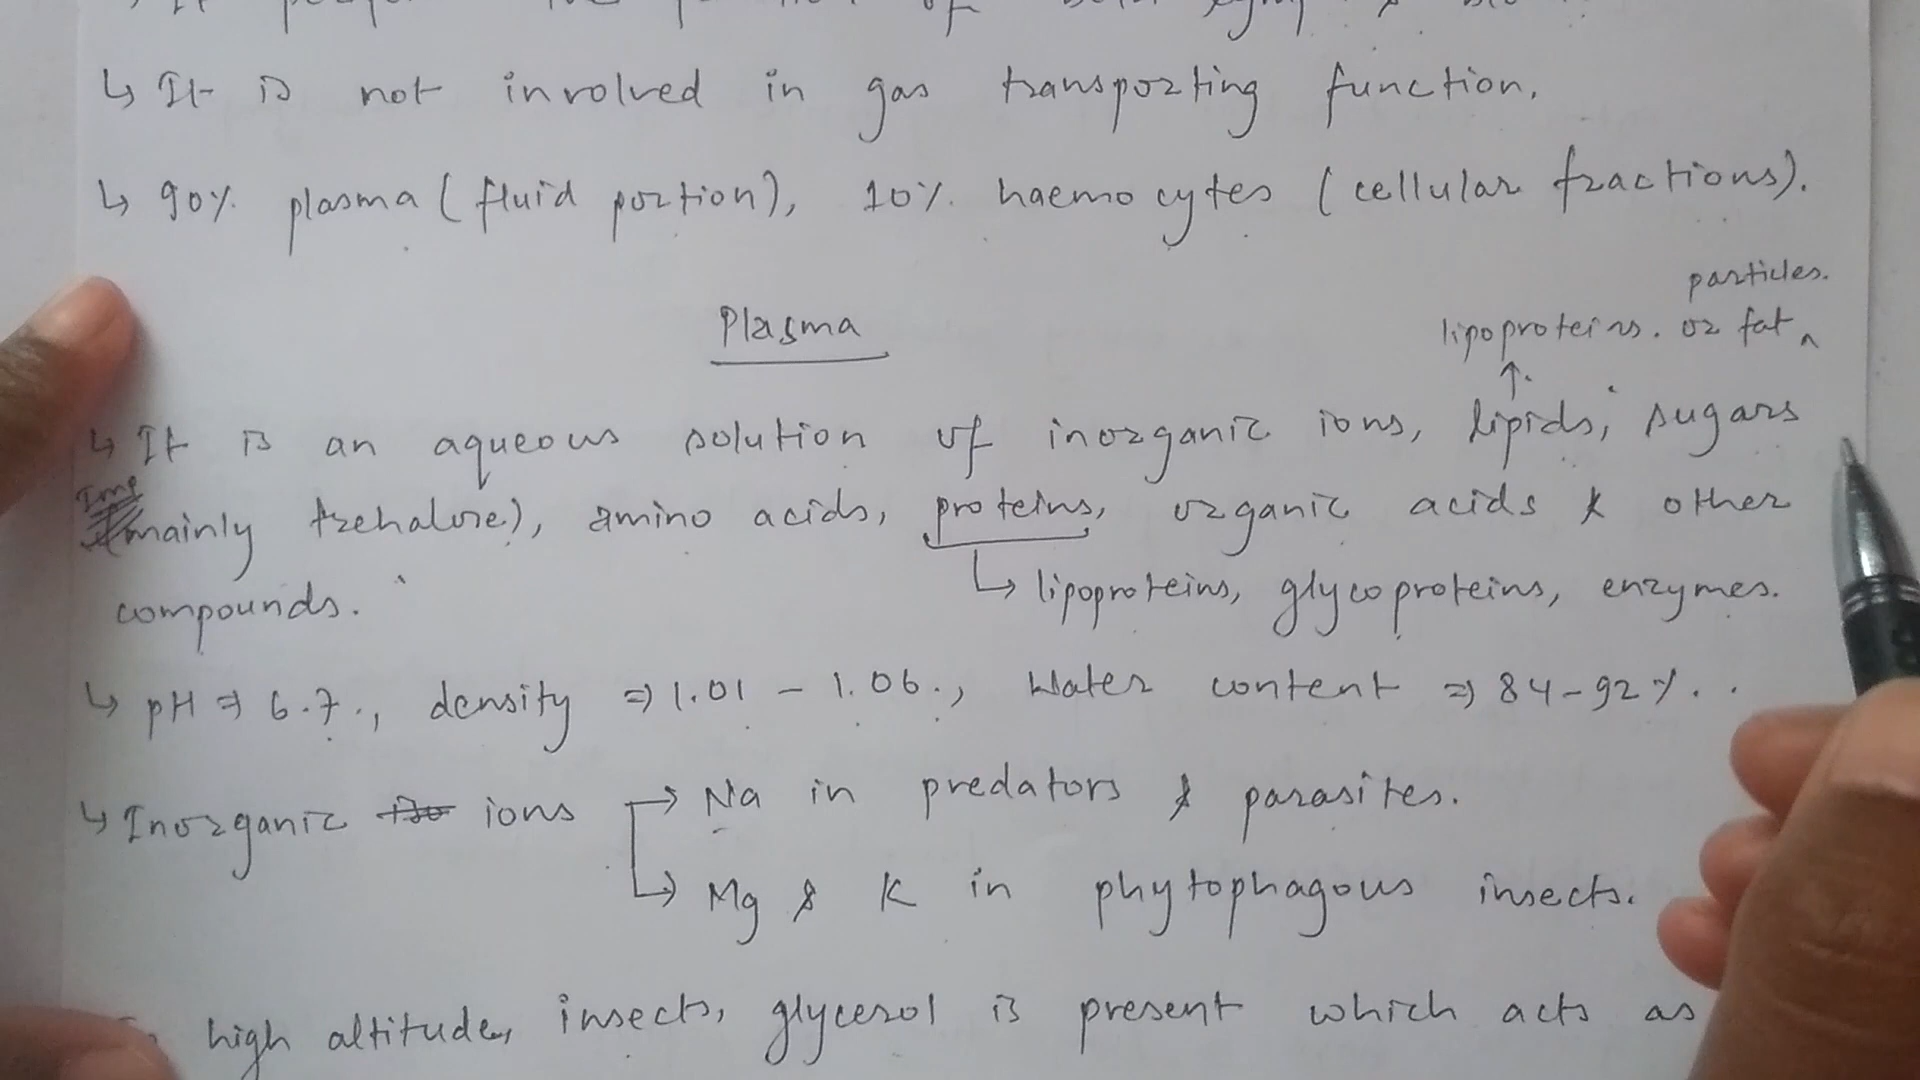 ↳ It is not involved in gas transporting function.
↳ 90% plasma (fluid portion), 10% haemocytes (cellular fractions).
particles.
Plasma
lipoproteins. or fat ^
↑
↳ It is an aqueous solution of inorganic ions, lipids, sugars
Imp
(mainly trehalose), amino acids, proteins, organic acids & other
compounds.
↳ lipoproteins, glycoproteins, enzymes.
↳ pH ⇒ 6.7., density ⇒ 1.01 - 1.06., Water content ⇒ 84-92%.
↳ Inorganic ions → Na in predators & parasites.
↳ Mg & K in phytophagous insects.
high altitude, insects, glycerol is present which acts as